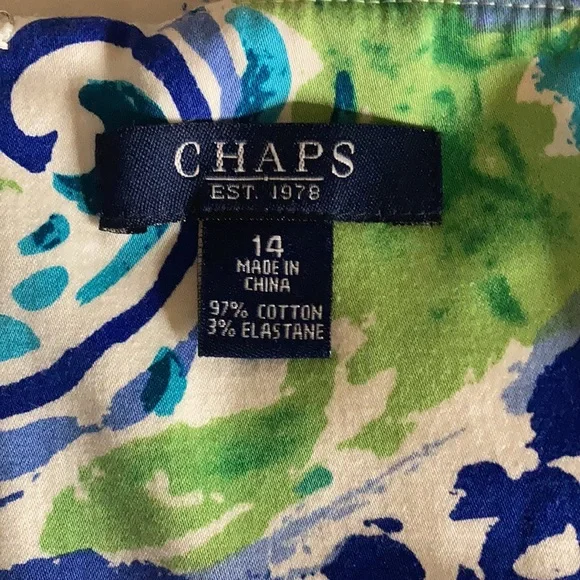 CHAPS
EST. 1978
14
MADE IN
CHINA
97% COTTON
3% ELASTANE